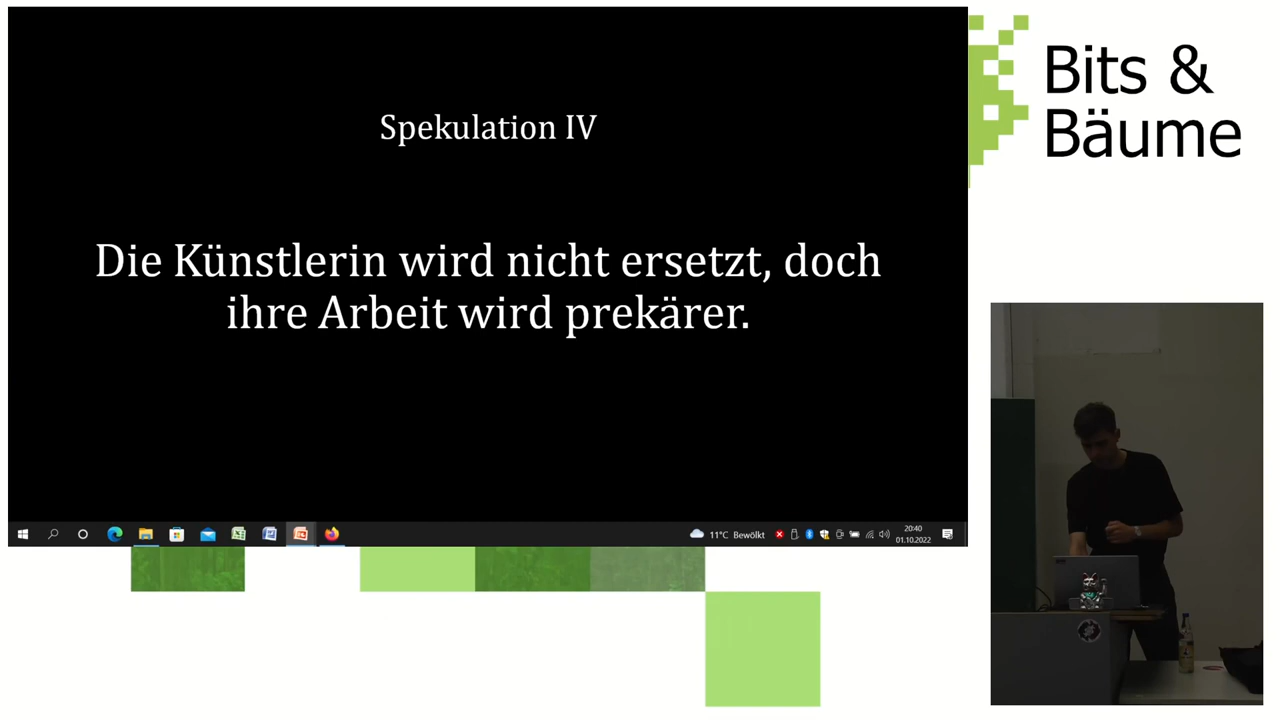 Spekulation IV
Die Künstlerin wird nicht ersetzt, doch
ihre Arbeit wird prekärer.
11°C Bewölkt
20:40
01.10.2022
Bits &
Bäume